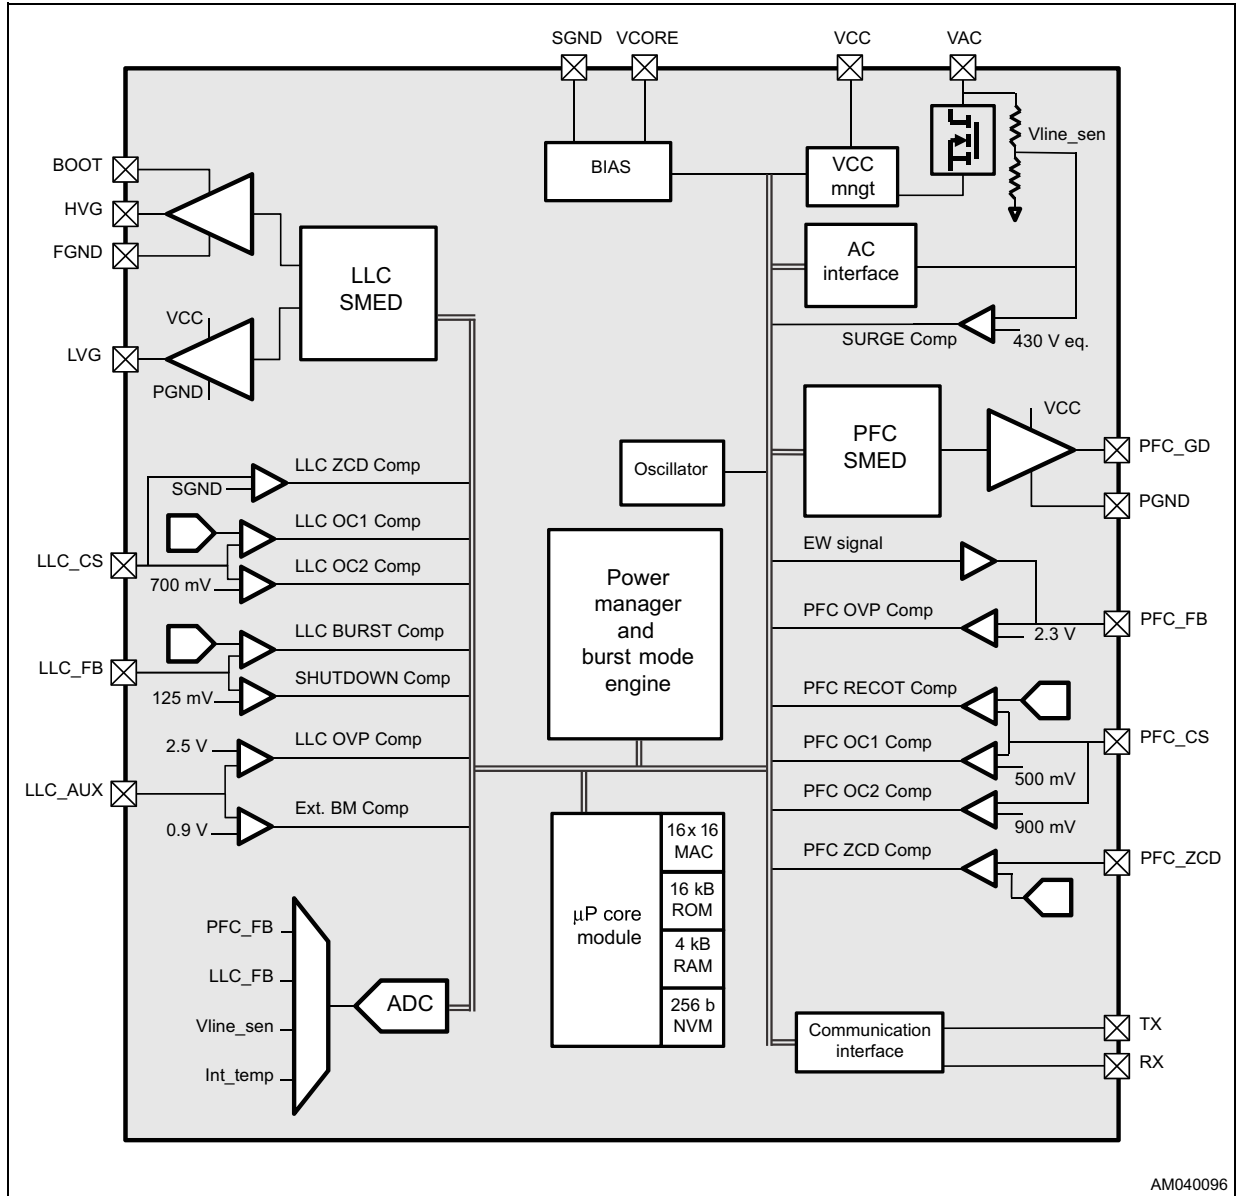 SGND VCORE VCC VAC
BOOT
HVG
FGND
LVG
VCC
PGND
LLC
SMED
BIAS
VCC
mngt
Vline_sen
AC
interface
SURGE Comp
430 V eq.
PFC
SMED
VCC
PFC_GD
PGND
Oscillator
LLC ZCD Comp
SGND
LLC OC1 Comp
LLC_CS
LLC OC2 Comp
700 mV
LLC BURST Comp
LLC_FB
SHUTDOWN Comp
125 mV
2.5 V
LLC OVP Comp
LLC_AUX
Ext. BM Comp
0.9 V
Power
manager
and
burst mode
engine
EW signal
PFC OVP Comp
2.3 V
PFC_FB
PFC RECOT Comp
PFC_CS
PFC OC1 Comp
500 mV
PFC OC2 Comp
900 mV
PFC ZCD Comp
PFC_ZCD
µP core
module
16x 16
MAC
16 kB
ROM
4 kB
RAM
256 b
NVM
PFC_FB
LLC_FB
Vline_sen
Int_temp
ADC
Communication
interface
TX
RX
AM040096